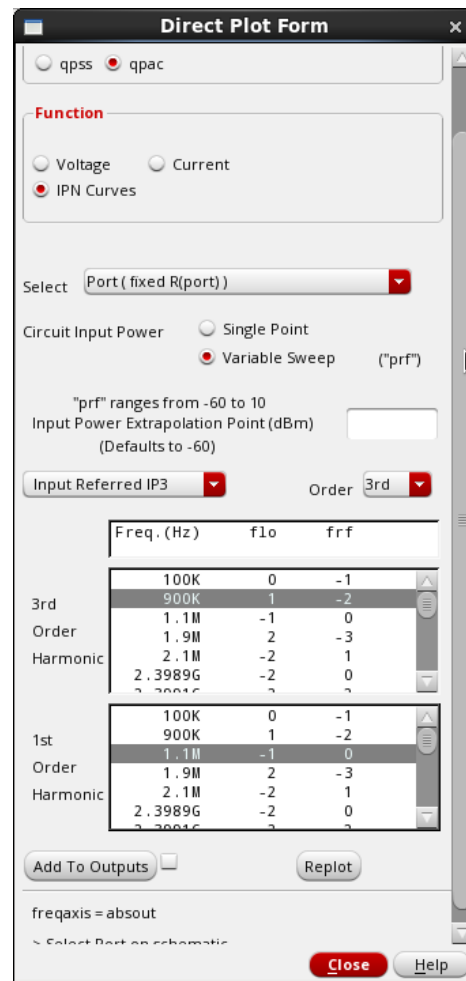 Direct Plot Form
qpss qpac
Function
Voltage Current
IPN Curves
Select Port ( fixed R(port) )
Circuit Input Power Single Point
Variable Sweep ("prf")
"prf" ranges from -60 to 10
Input Power Extrapolation Point (dBm)
(Defaults to -60)
Input Referred IP3 Order 3rd
Freq.(Hz) flo frf
3rd Order Harmonic
100K 0 -1
900K 1 -2
1.1M -1 0
1.9M 2 -3
2.1M -2 1
2.3989G -2 0
1st Order Harmonic
100K 0 -1
900K 1 -2
1.1M -1 0
1.9M 2 -3
2.1M -2 1
2.3989G -2 0
Add To Outputs Replot
freqaxis = absout
> Select Port on schematic
Close Help